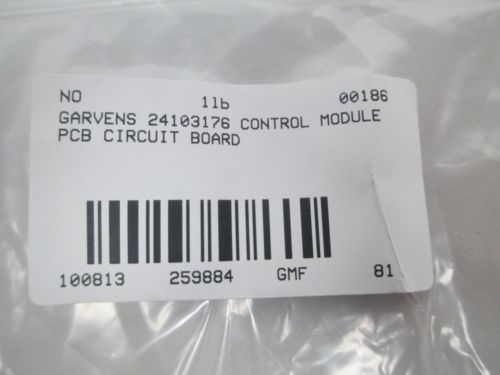 NO 1lb 00186
GARVENS 24103176 CONTROL MODULE
PCB CIRCUIT BOARD
100813 259884 GMF 81